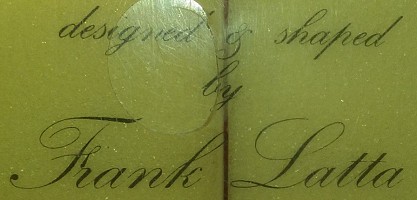 designed & shaped
by
Frank Latta